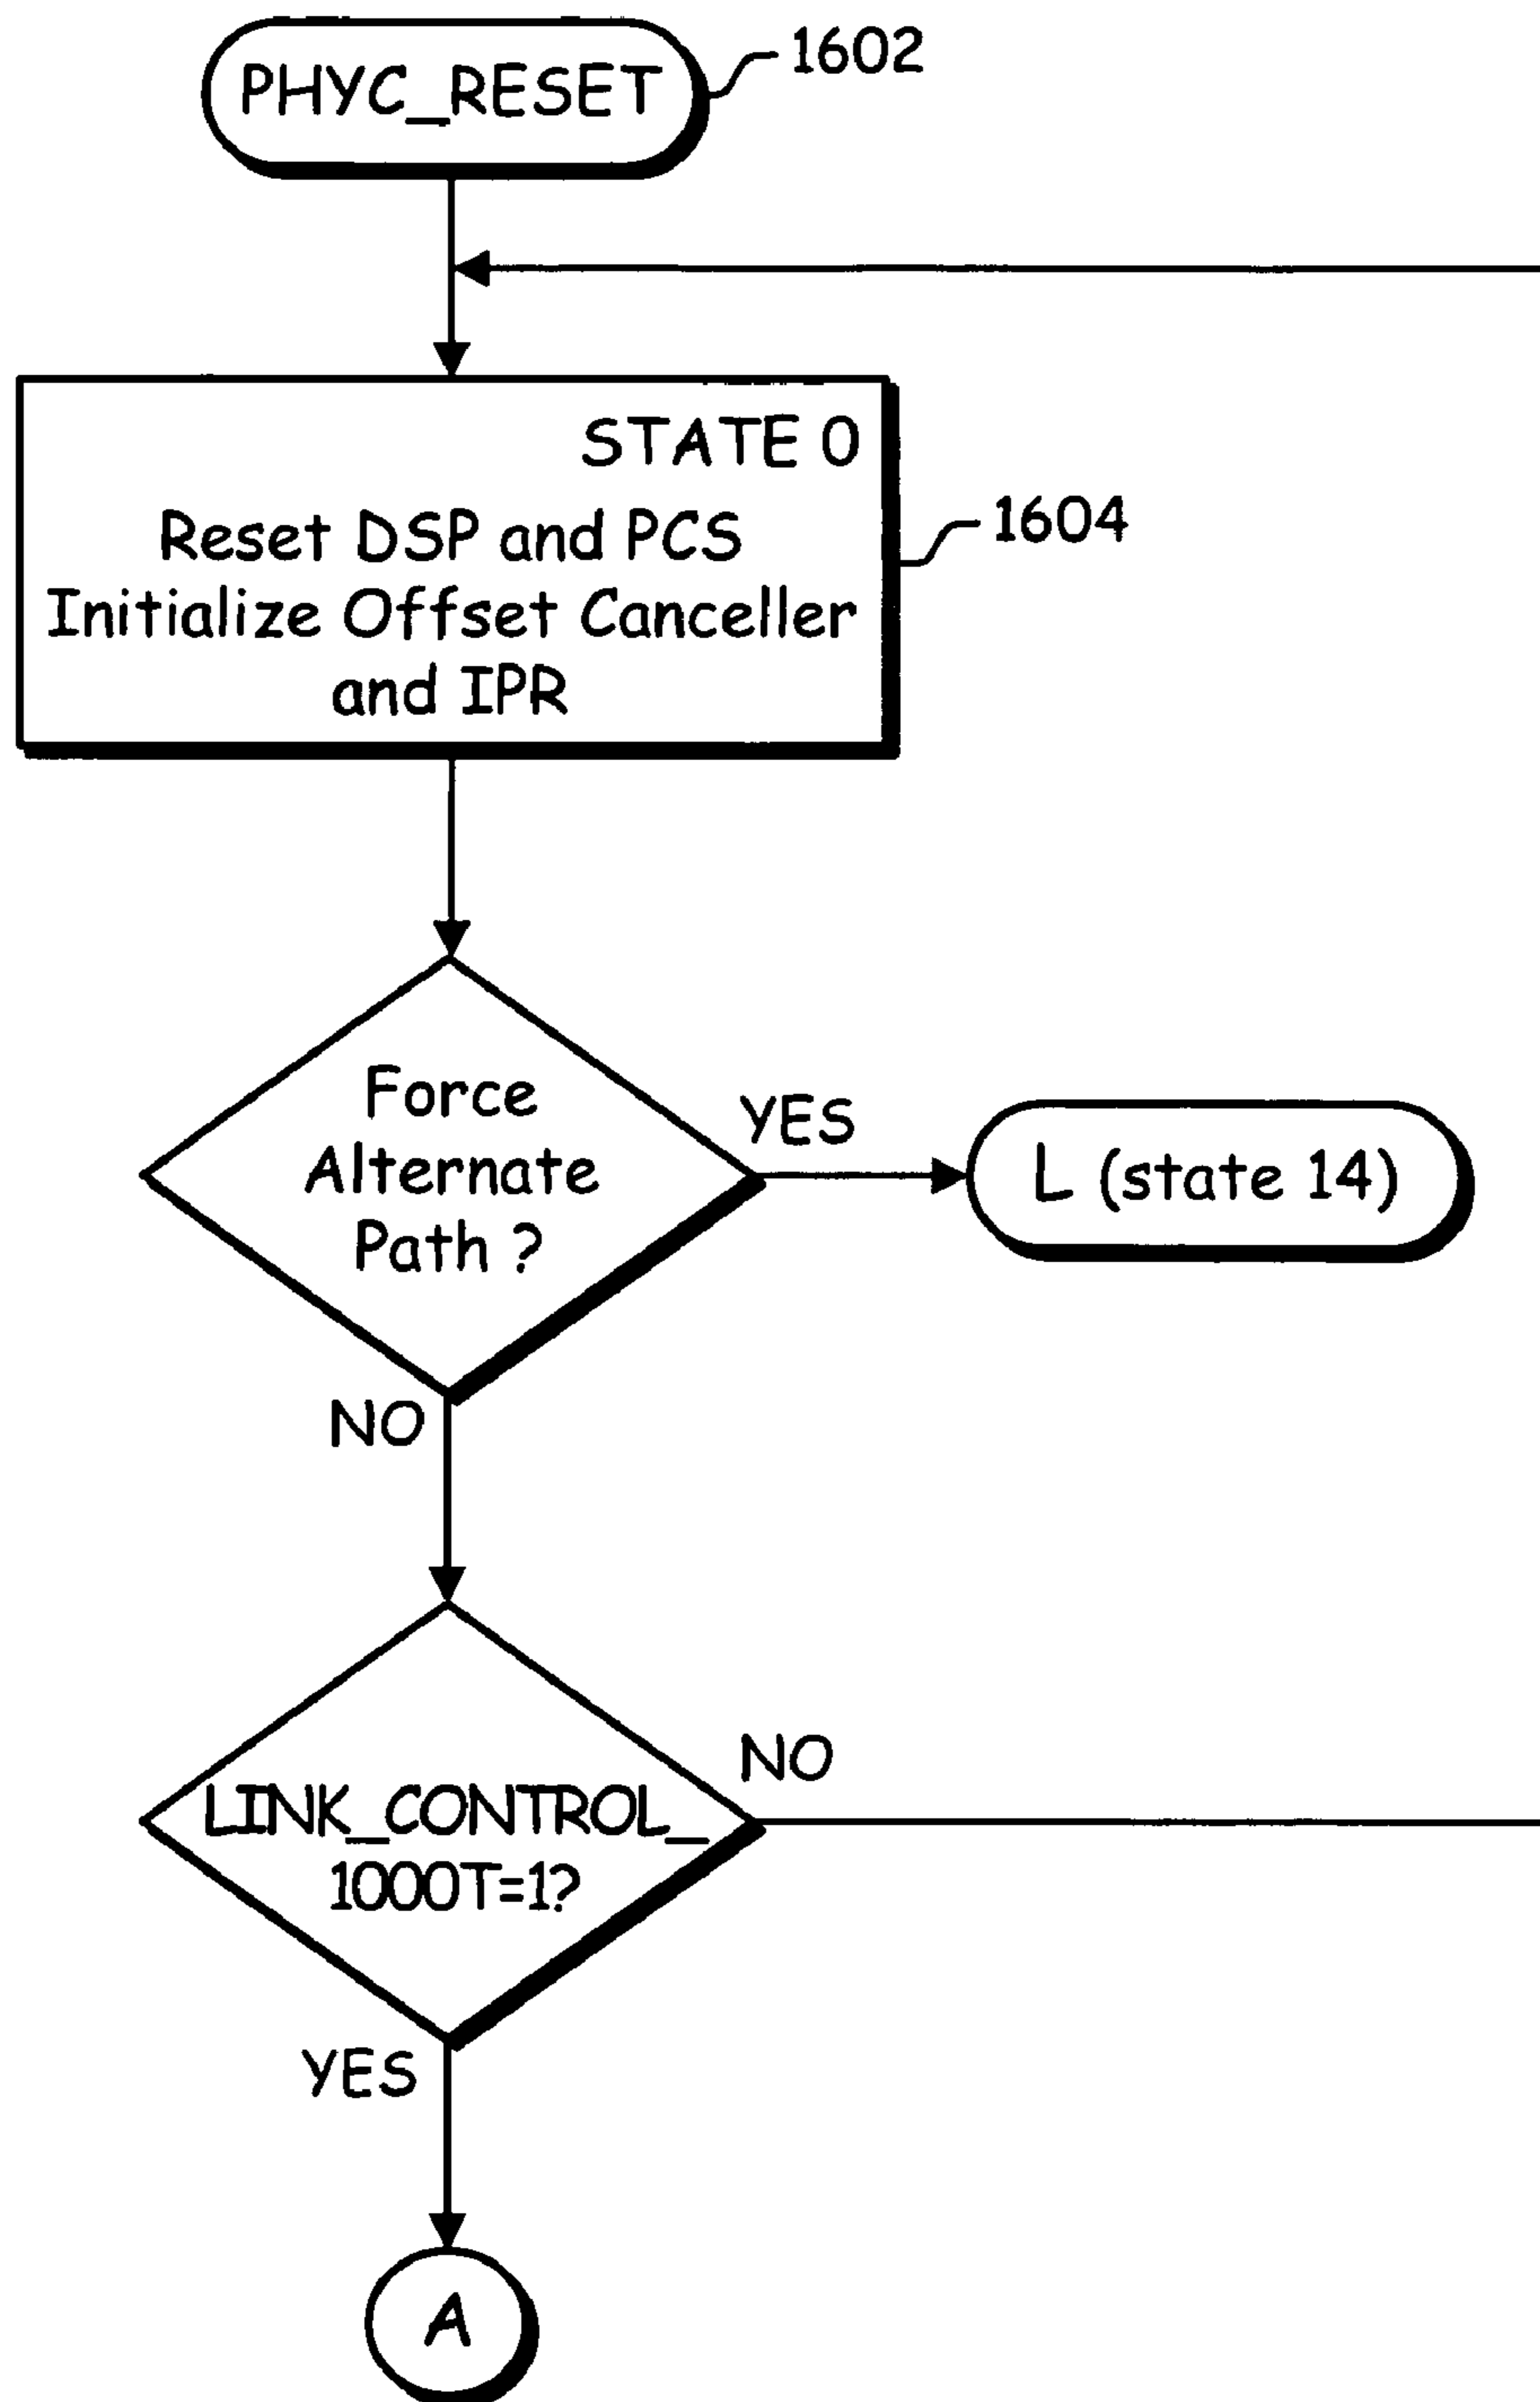 PHYC_RESET
1602
STATE 0
Reset DSP and PCS
Initialize Offset Canceller
and IPR
1604
Force
Alternate
Path ?
YES
L (state 14)
NO
LINK_CONTROL_
1000T=1?
NO
YES
A